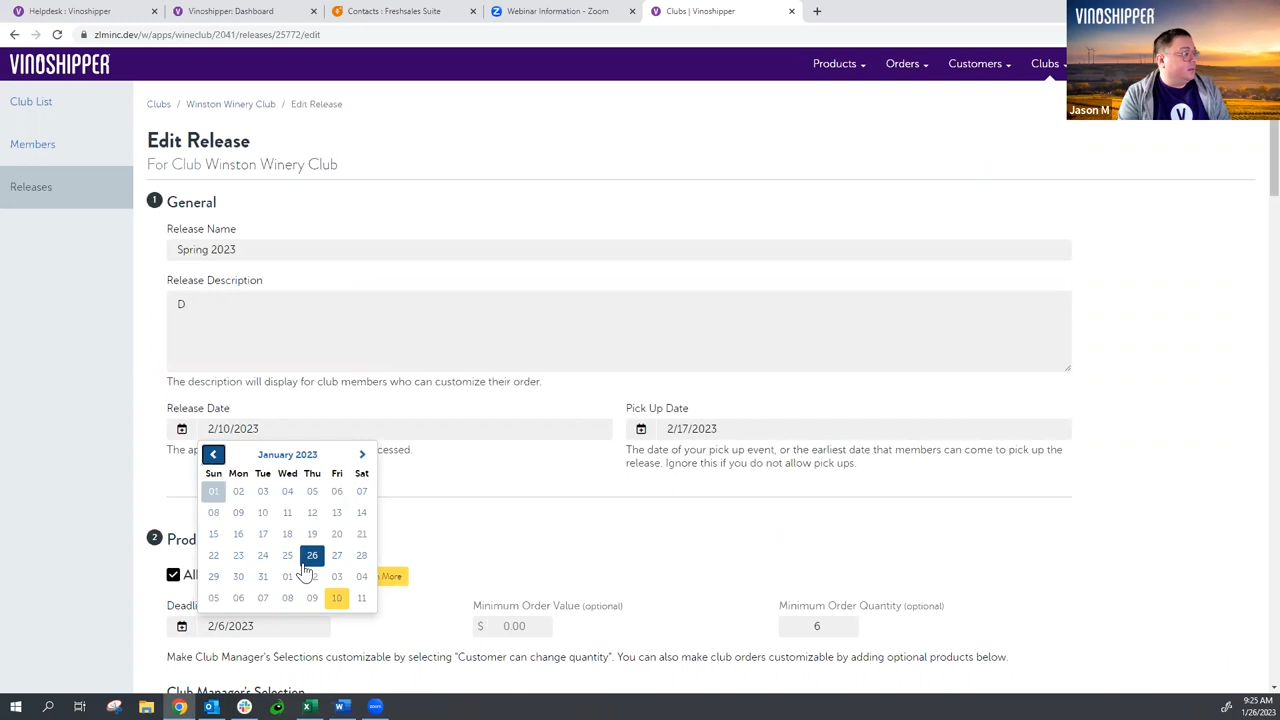 Helpdesk : Vinoshipper
Vinoshipper: Dashboard
Contacts : Freshsales Suite
Webinar Information - Zoom
Clubs | Vinoshipper
zlminc.dev/w/apps/wineclub/2041/releases/25772/edit
VINOSHIPPER
Products
Orders
Customers
Clubs
VINOSHIPPER
Jason M
Club List
Members
Releases
Clubs / Winston Winery Club / Edit Release
Edit Release
For Club Winston Winery Club
1 General
Release Name
Spring 2023
Release Description
D
The description will display for club members who can customize their order.
Release Date
2/10/2023
The ap
cessed.
Pick Up Date
2/17/2023
The date of your pick up event, or the earliest date that members can come to pick up the
release. Ignore this if you do not allow pick ups.
January 2023
Sun Mon Tue Wed Thu Fri Sat
01 02 03 04 05 06 07
08 09 10 11 12 13 14
15 16 17 18 19 20 21
22 23 24 25 26 27 28
29 30 31 01 2 03 04
05 06 07 08 09 10 11
2 Prod
All
More
Deadli
2/6/2023
Minimum Order Value (optional)
$ 0.00
Minimum Order Quantity (optional)
6
Make Club Manager's Selections customizable by selecting "Customer can change quantity". You can also make club orders customizable by adding optional products below.
Club Manager's Selection
9:25 AM
1/26/2023